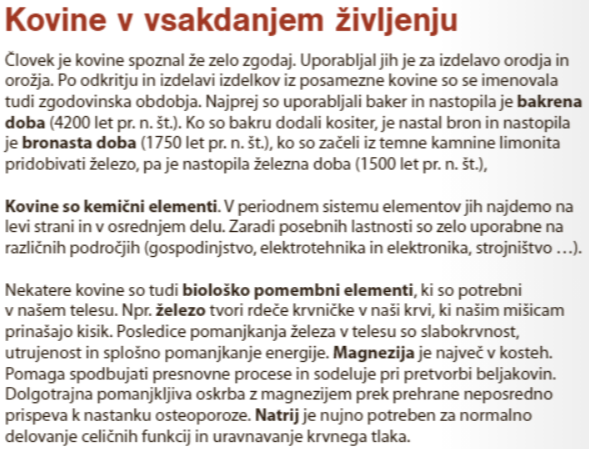 Kovine v vsakdanjem življenju
Človek je kovine spoznal že zelo zgodaj. Uporabljal jih je za izdelavo orodja in
orožja. Po odkritju in izdelavi izdelkov iz posamezne kovine so se imenovala
tudi zgodovinska obdobja. Najprej so uporabljali baker in nastopila je bakrena
doba (4200 let pr. n. št.). Ko so bakru dodali kositer, je nastal bron in nastopila
je bronasta doba (1750 let pr. n. št.), ko so začeli iz temne kamnine limonita
pridobivati železo, pa je nastopila železna doba (1500 let pr. n. št.),
Kovine so kemični elementi. V periodnem sistemu elementov jih najdemo na
levi strani in v osrednjem delu. Zaradi posebnih lastnosti so zelo uporabne na
različnih področjih (gospodinjstvo, elektrotehnika in elektronika, strojništvo …).
Nekatere kovine so tudi biološko pomembni elementi, ki so potrebni
v našem telesu. Npr. železo tvori rdeče krvničke v naši krvi, ki našim mišicam
prinašajo kisik. Posledice pomanjkanja železa v telesu so slabokrvnost,
utrujenost in splošno pomanjkanje energije. Magnezija je največ v kosteh.
Pomaga spodbujati presnovne procese in sodeluje pri pretvorbi beljakovin.
Dolgotrajna pomanjkljiva oskrba z magnezijem prek prehrane neposredno
prispeva k nastanku osteoporoze. Natrij je nujno potreben za normalno
delovanje celičnih funkcij in uravnavanje krvnega tlaka.